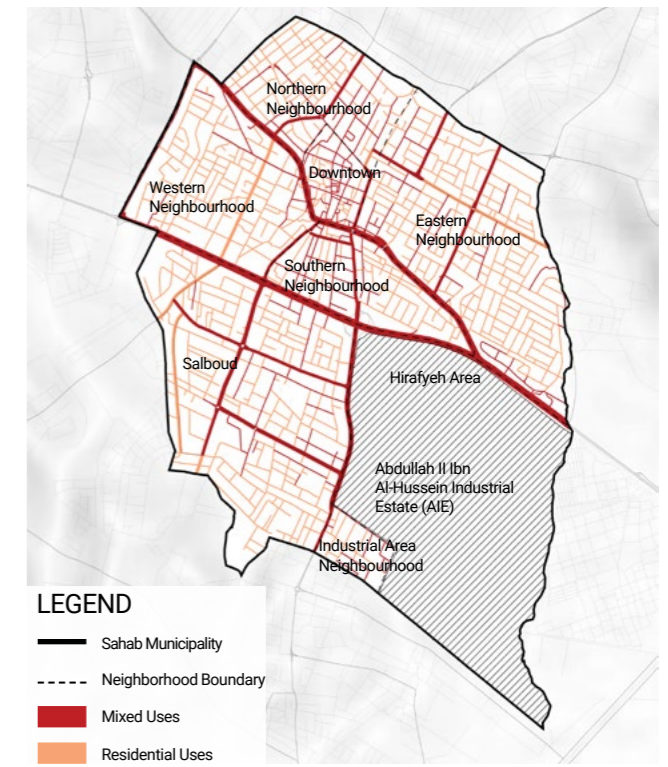 Northern
Neighbourhood
Downtown
Western
Neighbourhood
Eastern
Neighbourhood
Southern
Neighbourhood
Salboud
Hirafyeh Area
Abdullah II Ibn
Al-Hussein Industrial
Estate (AIE)
Industrial Area
Neighbourhood
LEGEND
Sahab Municipality
Neighborhood Boundary
Mixed Uses
Residential Uses